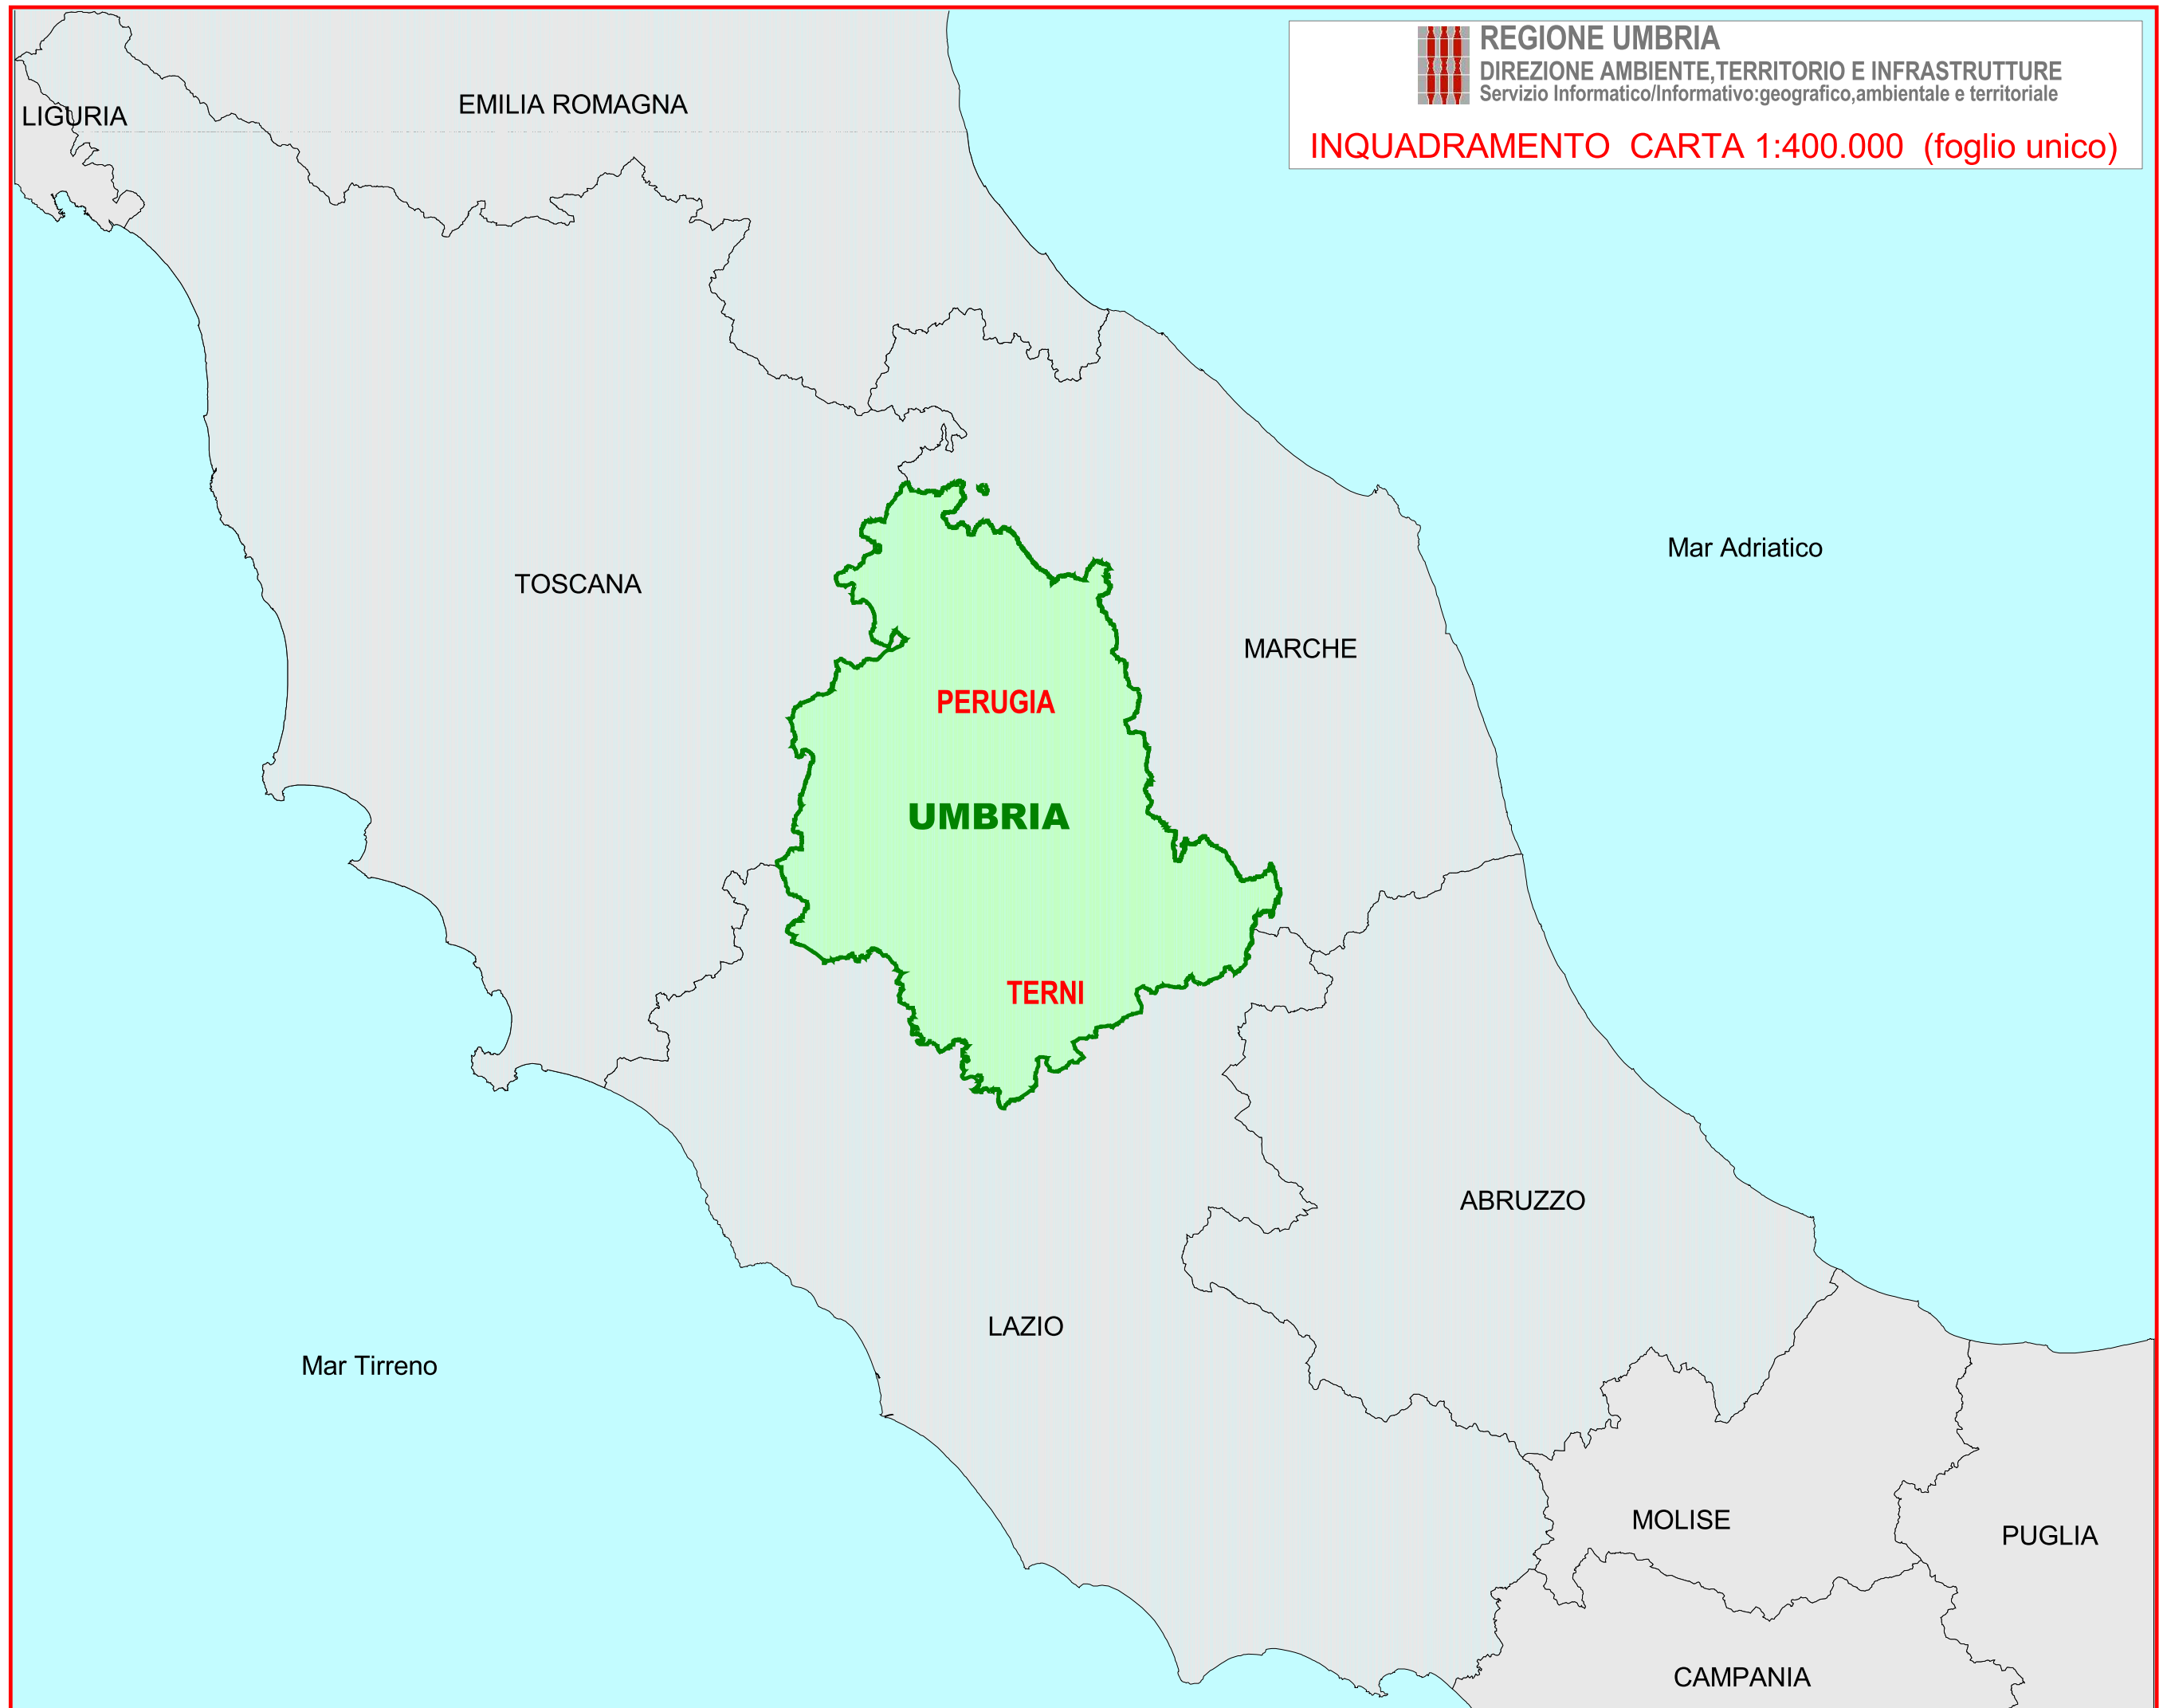 REGIONE UMBRIA
DIREZIONE AMBIENTE,TERRITORIO E INFRASTRUTTURE
Servizio Informatico/Informativo:geografico,ambientale e territoriale
INQUADRAMENTO CARTA 1:400.000 (foglio unico)
EMILIA ROMAGNA
LIGURIA
Mar Adriatico
TOSCANA
MARCHE
PERUGIA
UMBRIA
TERNI
ABRUZZO
LAZIO
Mar Tirreno
MOLISE
PUGLIA
CAMPANIA